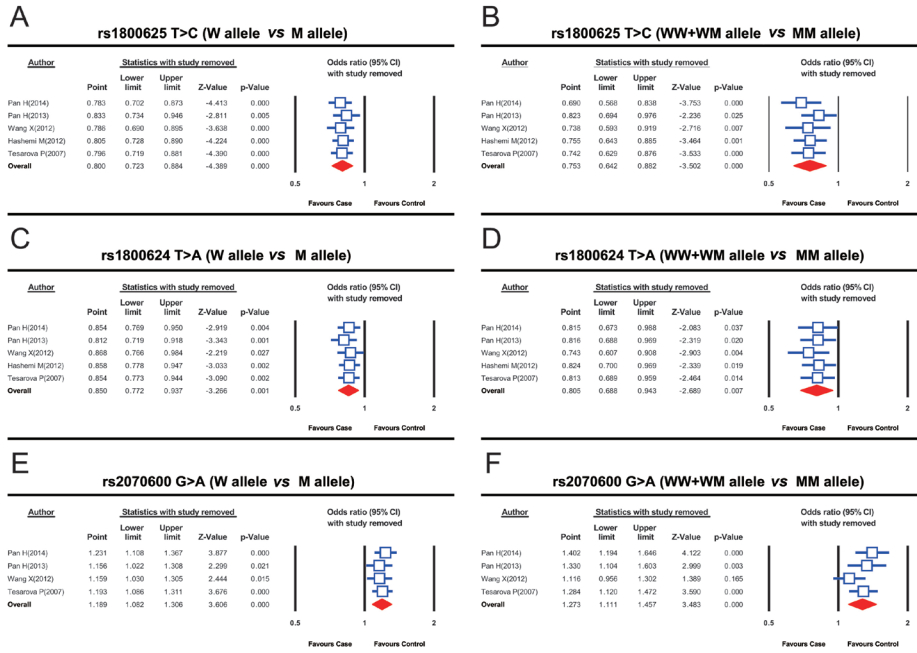 A
rs1800625 T>C (W allele vs M allele)
Author Statistics with study removed Odds ratio (95% CI)
with study removed
Lower Upper
Point limit limit Z-Value p-Value
Pan H(2014) 0.783 0.702 0.873 -4.413 0.000
Pan H(2013) 0.833 0.734 0.946 -2.811 0.005
Wang X(2012) 0.786 0.690 0.895 -3.638 0.000
Hashemi M(2012) 0.805 0.728 0.890 -4.224 0.000
Tesarova P(2007) 0.796 0.719 0.881 -4.390 0.000
Overall 0.800 0.723 0.884 -4.389 0.000
0.5 1 2
Favours Case Favours Control
B
rs1800625 T>C (WW+WM allele vs MM allele)
Author Statistics with study removed Odds ratio (95% CI)
with study removed
Lower Upper
Point limit limit Z-Value p-Value
Pan H(2014) 0.690 0.568 0.838 -3.753 0.000
Pan H(2013) 0.823 0.694 0.976 -2.236 0.025
Wang X(2012) 0.738 0.593 0.919 -2.716 0.007
Hashemi M(2012) 0.755 0.643 0.885 -3.464 0.001
Tesarova P(2007) 0.742 0.629 0.876 -3.533 0.000
Overall 0.753 0.642 0.882 -3.502 0.000
0.5 1 2
Favours Case Favours Control
C
rs1800624 T>A (W allele vs M allele)
Author Statistics with study removed Odds ratio (95% CI)
with study removed
Lower Upper
Point limit limit Z-Value p-Value
Pan H(2014) 0.854 0.769 0.950 -2.919 0.004
Pan H(2013) 0.812 0.719 0.918 -3.343 0.001
Wang X(2012) 0.868 0.766 0.984 -2.219 0.027
Hashemi M(2012) 0.858 0.778 0.947 -3.033 0.002
Tesarova P(2007) 0.854 0.773 0.944 -3.090 0.002
Overall 0.850 0.772 0.937 -3.266 0.001
0.5 1 2
Favours Case Favours Control
D
rs1800624 T>A (WW+WM allele vs MM allele)
Author Statistics with study removed Odds ratio (95% CI)
with study removed
Lower Upper
Point limit limit Z-Value p-Value
Pan H(2014) 0.815 0.673 0.988 -2.083 0.037
Pan H(2013) 0.816 0.688 0.969 -2.319 0.020
Wang X(2012) 0.743 0.607 0.908 -2.903 0.004
Hashemi M(2012) 0.824 0.700 0.969 -2.339 0.019
Tesarova P(2007) 0.813 0.689 0.959 -2.464 0.014
Overall 0.805 0.688 0.943 -2.689 0.007
0.5 1 2
Favours Case Favours Control
E
rs2070600 G>A (W allele vs M allele)
Author Statistics with study removed Odds ratio (95% CI)
with study removed
Lower Upper
Point limit limit Z-Value p-Value
Pan H(2014) 1.231 1.108 1.367 3.877 0.000
Pan H(2013) 1.156 1.022 1.308 2.299 0.021
Wang X(2012) 1.159 1.030 1.305 2.444 0.015
Tesarova P(2007) 1.193 1.086 1.311 3.676 0.000
Overall 1.189 1.082 1.306 3.606 0.000
0.5 1 2
Favours Case Favours Control
F
rs2070600 G>A (WW+WM allele vs MM allele)
Author Statistics with study removed Odds ratio (95% CI)
with study removed
Lower Upper
Point limit limit Z-Value p-Value
Pan H(2014) 1.402 1.194 1.646 4.122 0.000
Pan H(2013) 1.330 1.104 1.603 2.999 0.003
Wang X(2012) 1.116 0.956 1.302 1.389 0.165
Tesarova P(2007) 1.284 1.120 1.472 3.590 0.000
Overall 1.273 1.111 1.457 3.483 0.000
0.5 1 2
Favours Case Favours Control